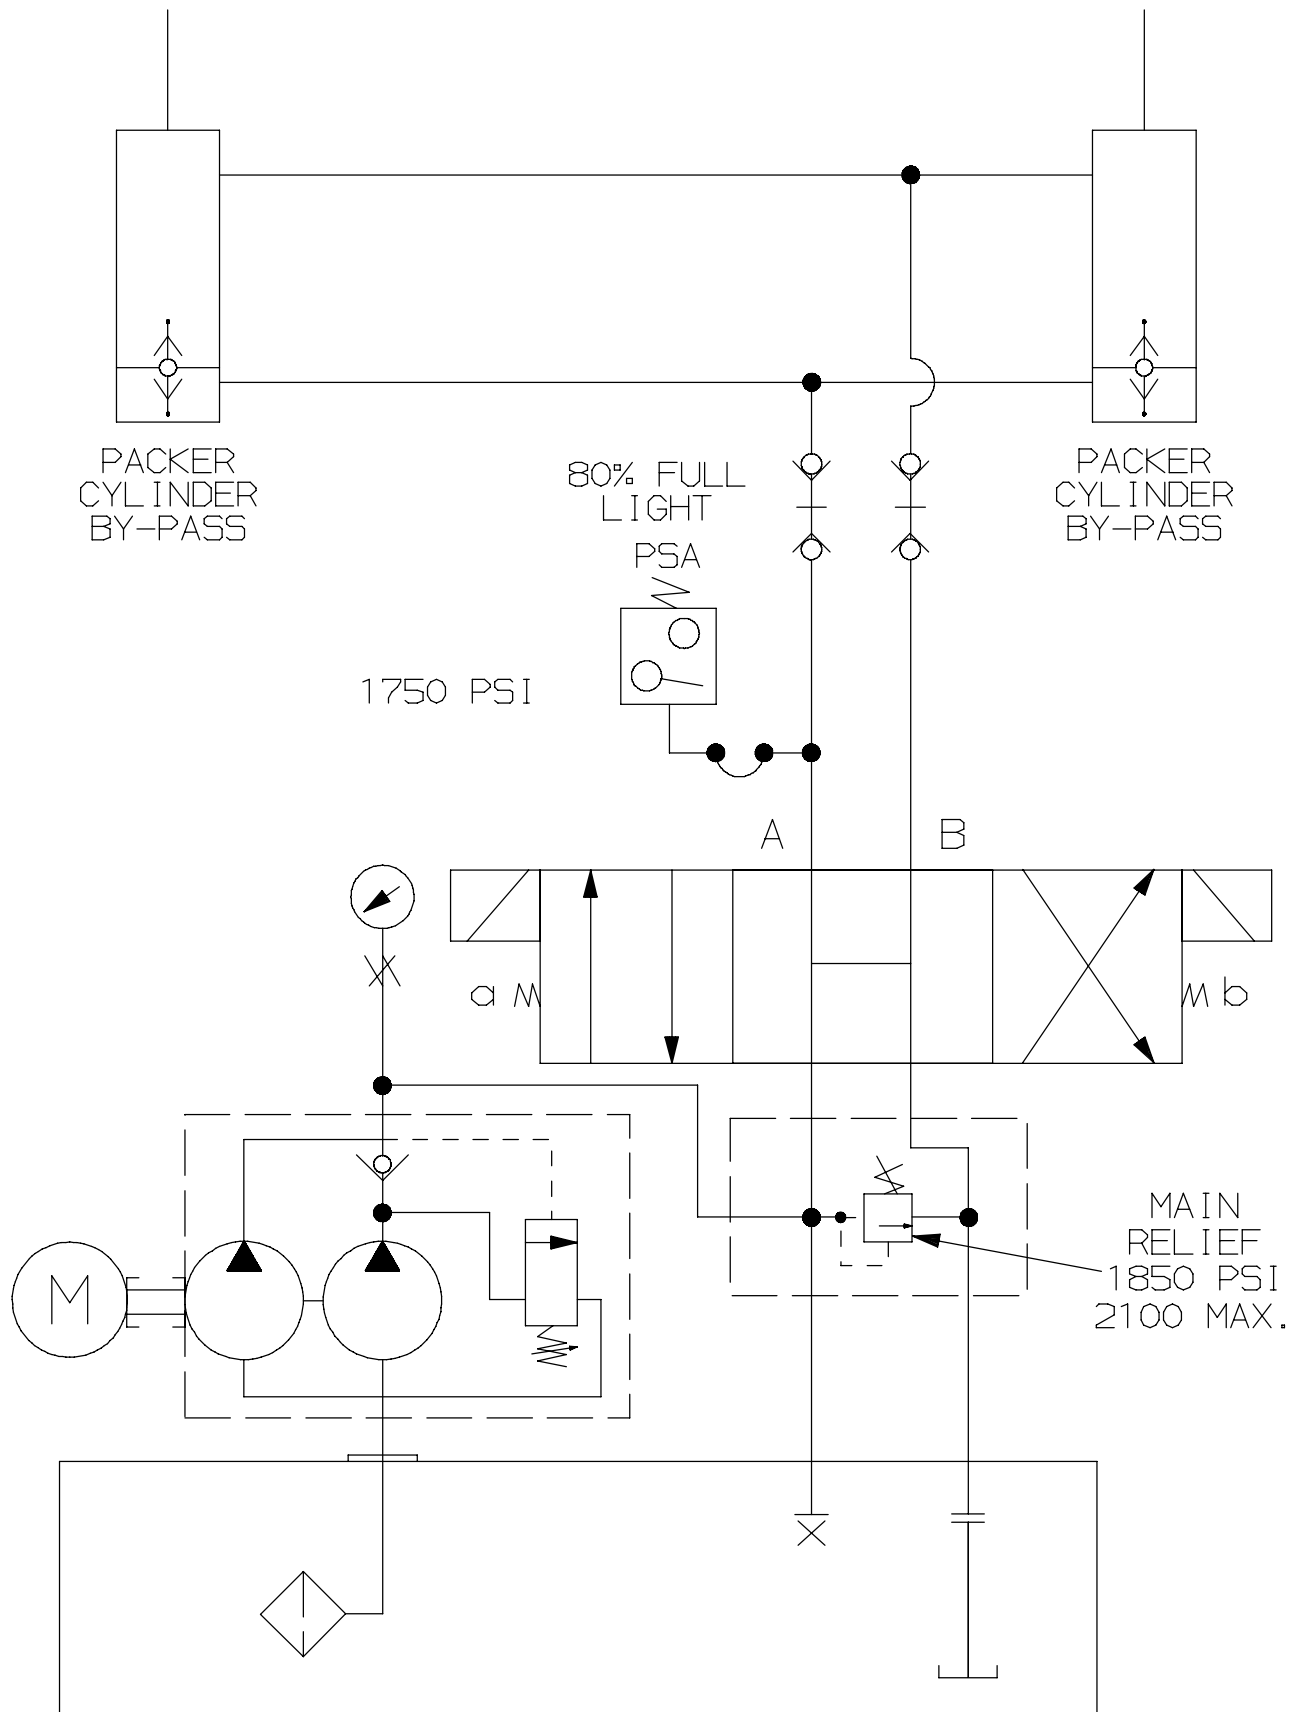 PACKER
CYLINDER
BY-PASS
80% FULL
LIGHT
PSA
PACKER
CYLINDER
BY-PASS
1750 PSI
A
B
a
b
MAIN
RELIEF
1850 PSI
2100 MAX.
M